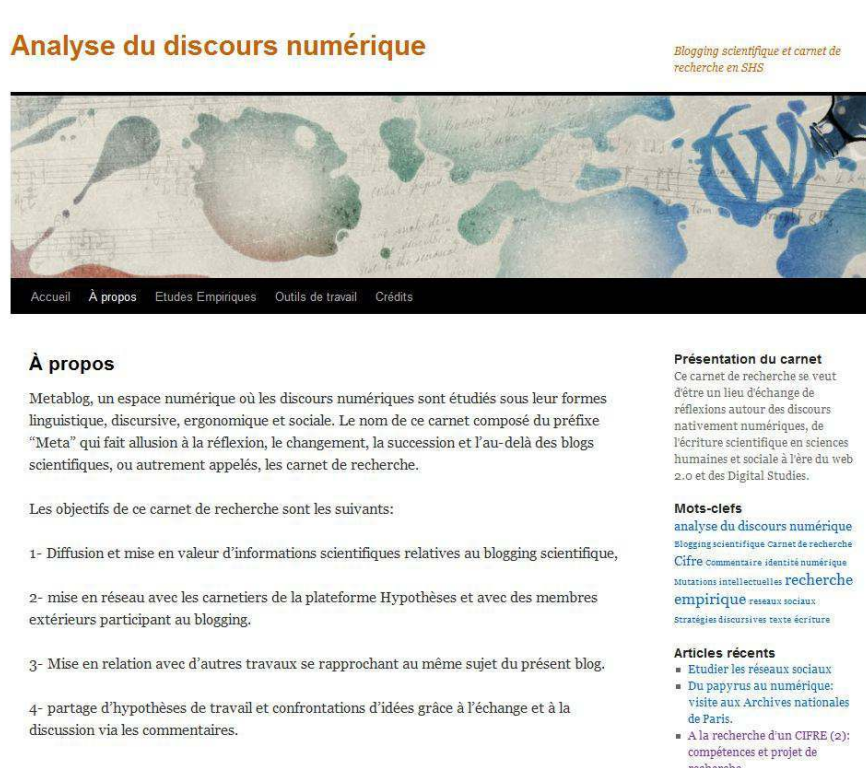 Analyse du discours numérique
Blogging scientifique et carnet de
recherche en SHS
Accueil À propos Etudes Empiriques Outils de travail Crédits
À propos
Metablog, un espace numérique où les discours numériques sont étudiés sous leur formes
linguistique, discursive, ergonomique et sociale. Le nom de ce carnet composé du préfixe
“Meta” qui fait allusion à la réflexion, le changement, la succession et l’au-delà des blogs
scientifiques, ou autrement appelés, les carnet de recherche.
Les objectifs de ce carnet de recherche sont les suivants:
1- Diffusion et mise en valeur d’informations scientifiques relatives au blogging scientifique,
2- mise en réseau avec les carnetiers de la plateforme Hypothèses et avec des membres
extérieurs participant au blogging.
3- Mise en relation avec d’autres travaux se rapprochant au même sujet du présent blog.
4- partage d’hypothèses de travail et confrontations d’idées grâce à l’échange et à la
discussion via les commentaires.
Présentation du carnet
Ce carnet de recherche se veut
d’être un lieu d’échange de
réflexions autour des discours
nativement numériques, de
l’écriture scientifique en sciences
humaines et sociale à l’ère du web
2.0 et des Digital Studies.
Mots-clefs
analyse du discours numérique
Blogging scientifique Carnet de recherche
Cifre Commentaire identité numérique
Mutations intellectuelles recherche
empirique reseaux sociaux
Stratégies discursives texte écriture
Articles récents
Etudier les réseaux sociaux
Du papyrus au numérique:
visite aux Archives nationales
de Paris.
A la recherche d’un CIFRE (2):
compétences et projet de
recherche